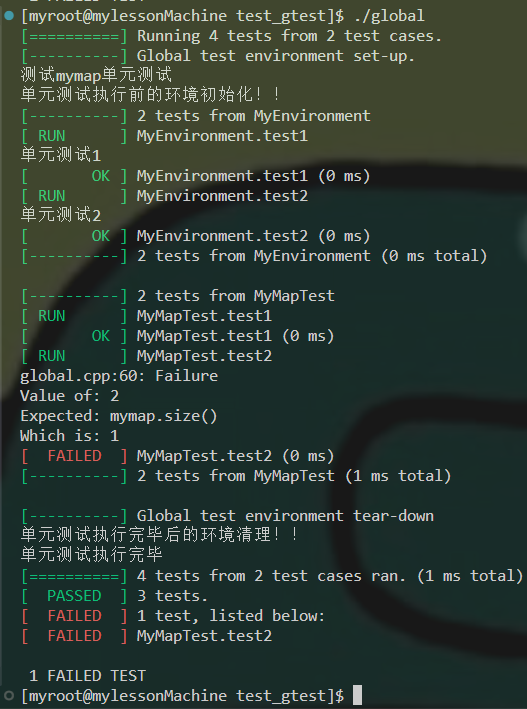 [myroot@mylessonMachine test_gtest]$ ./global
[==========] Running 4 tests from 2 test cases.
[----------] Global test environment set-up.
测试mymap单元测试
单元测试执行前的环境初始化！！
[----------] 2 tests from MyEnvironment
[ RUN      ] MyEnvironment.test1
单元测试1
[       OK ] MyEnvironment.test1 (0 ms)
[ RUN      ] MyEnvironment.test2
单元测试2
[       OK ] MyEnvironment.test2 (0 ms)
[----------] 2 tests from MyEnvironment (0 ms total)
[----------] 2 tests from MyMapTest
[ RUN      ] MyMapTest.test1
[       OK ] MyMapTest.test1 (0 ms)
[ RUN      ] MyMapTest.test2
global.cpp:60: Failure
Value of: 2
Expected: mymap.size()
Which is: 1
[  FAILED  ] MyMapTest.test2 (0 ms)
[----------] 2 tests from MyMapTest (1 ms total)
[----------] Global test environment tear-down
单元测试执行完毕后的环境清理！！
单元测试执行完毕
[==========] 4 tests from 2 test cases ran. (1 ms total)
[  PASSED  ] 3 tests.
[  FAILED  ] 1 test, listed below:
[  FAILED  ] MyMapTest.test2
 1 FAILED TEST
[myroot@mylessonMachine test_gtest]$